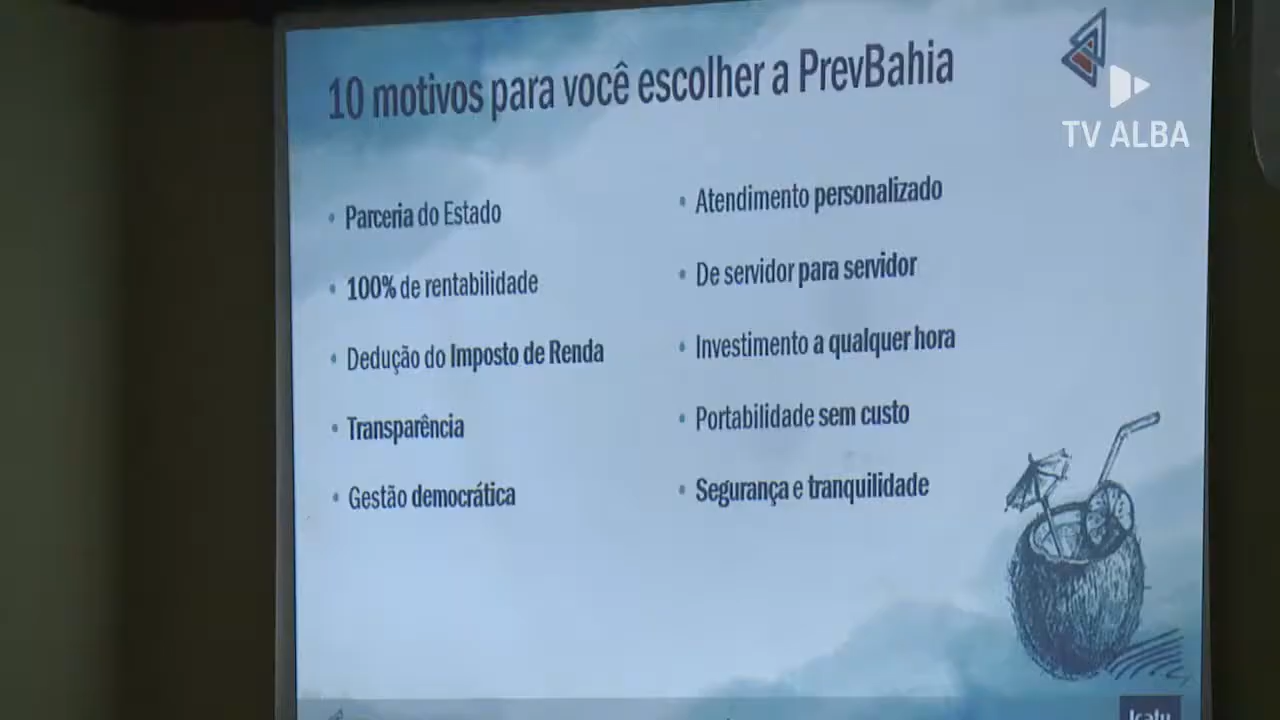 10 motivos para você escolher a PrevBahia
TV ALBA
• Parceria do Estado
• 100% de rentabilidade
• Dedução do Imposto de Renda
• Transparência
• Gestão democrática
• Atendimento personalizado
• De servidor para servidor
• Investimento a qualquer hora
• Portabilidade sem custo
• Segurança e tranquilidade